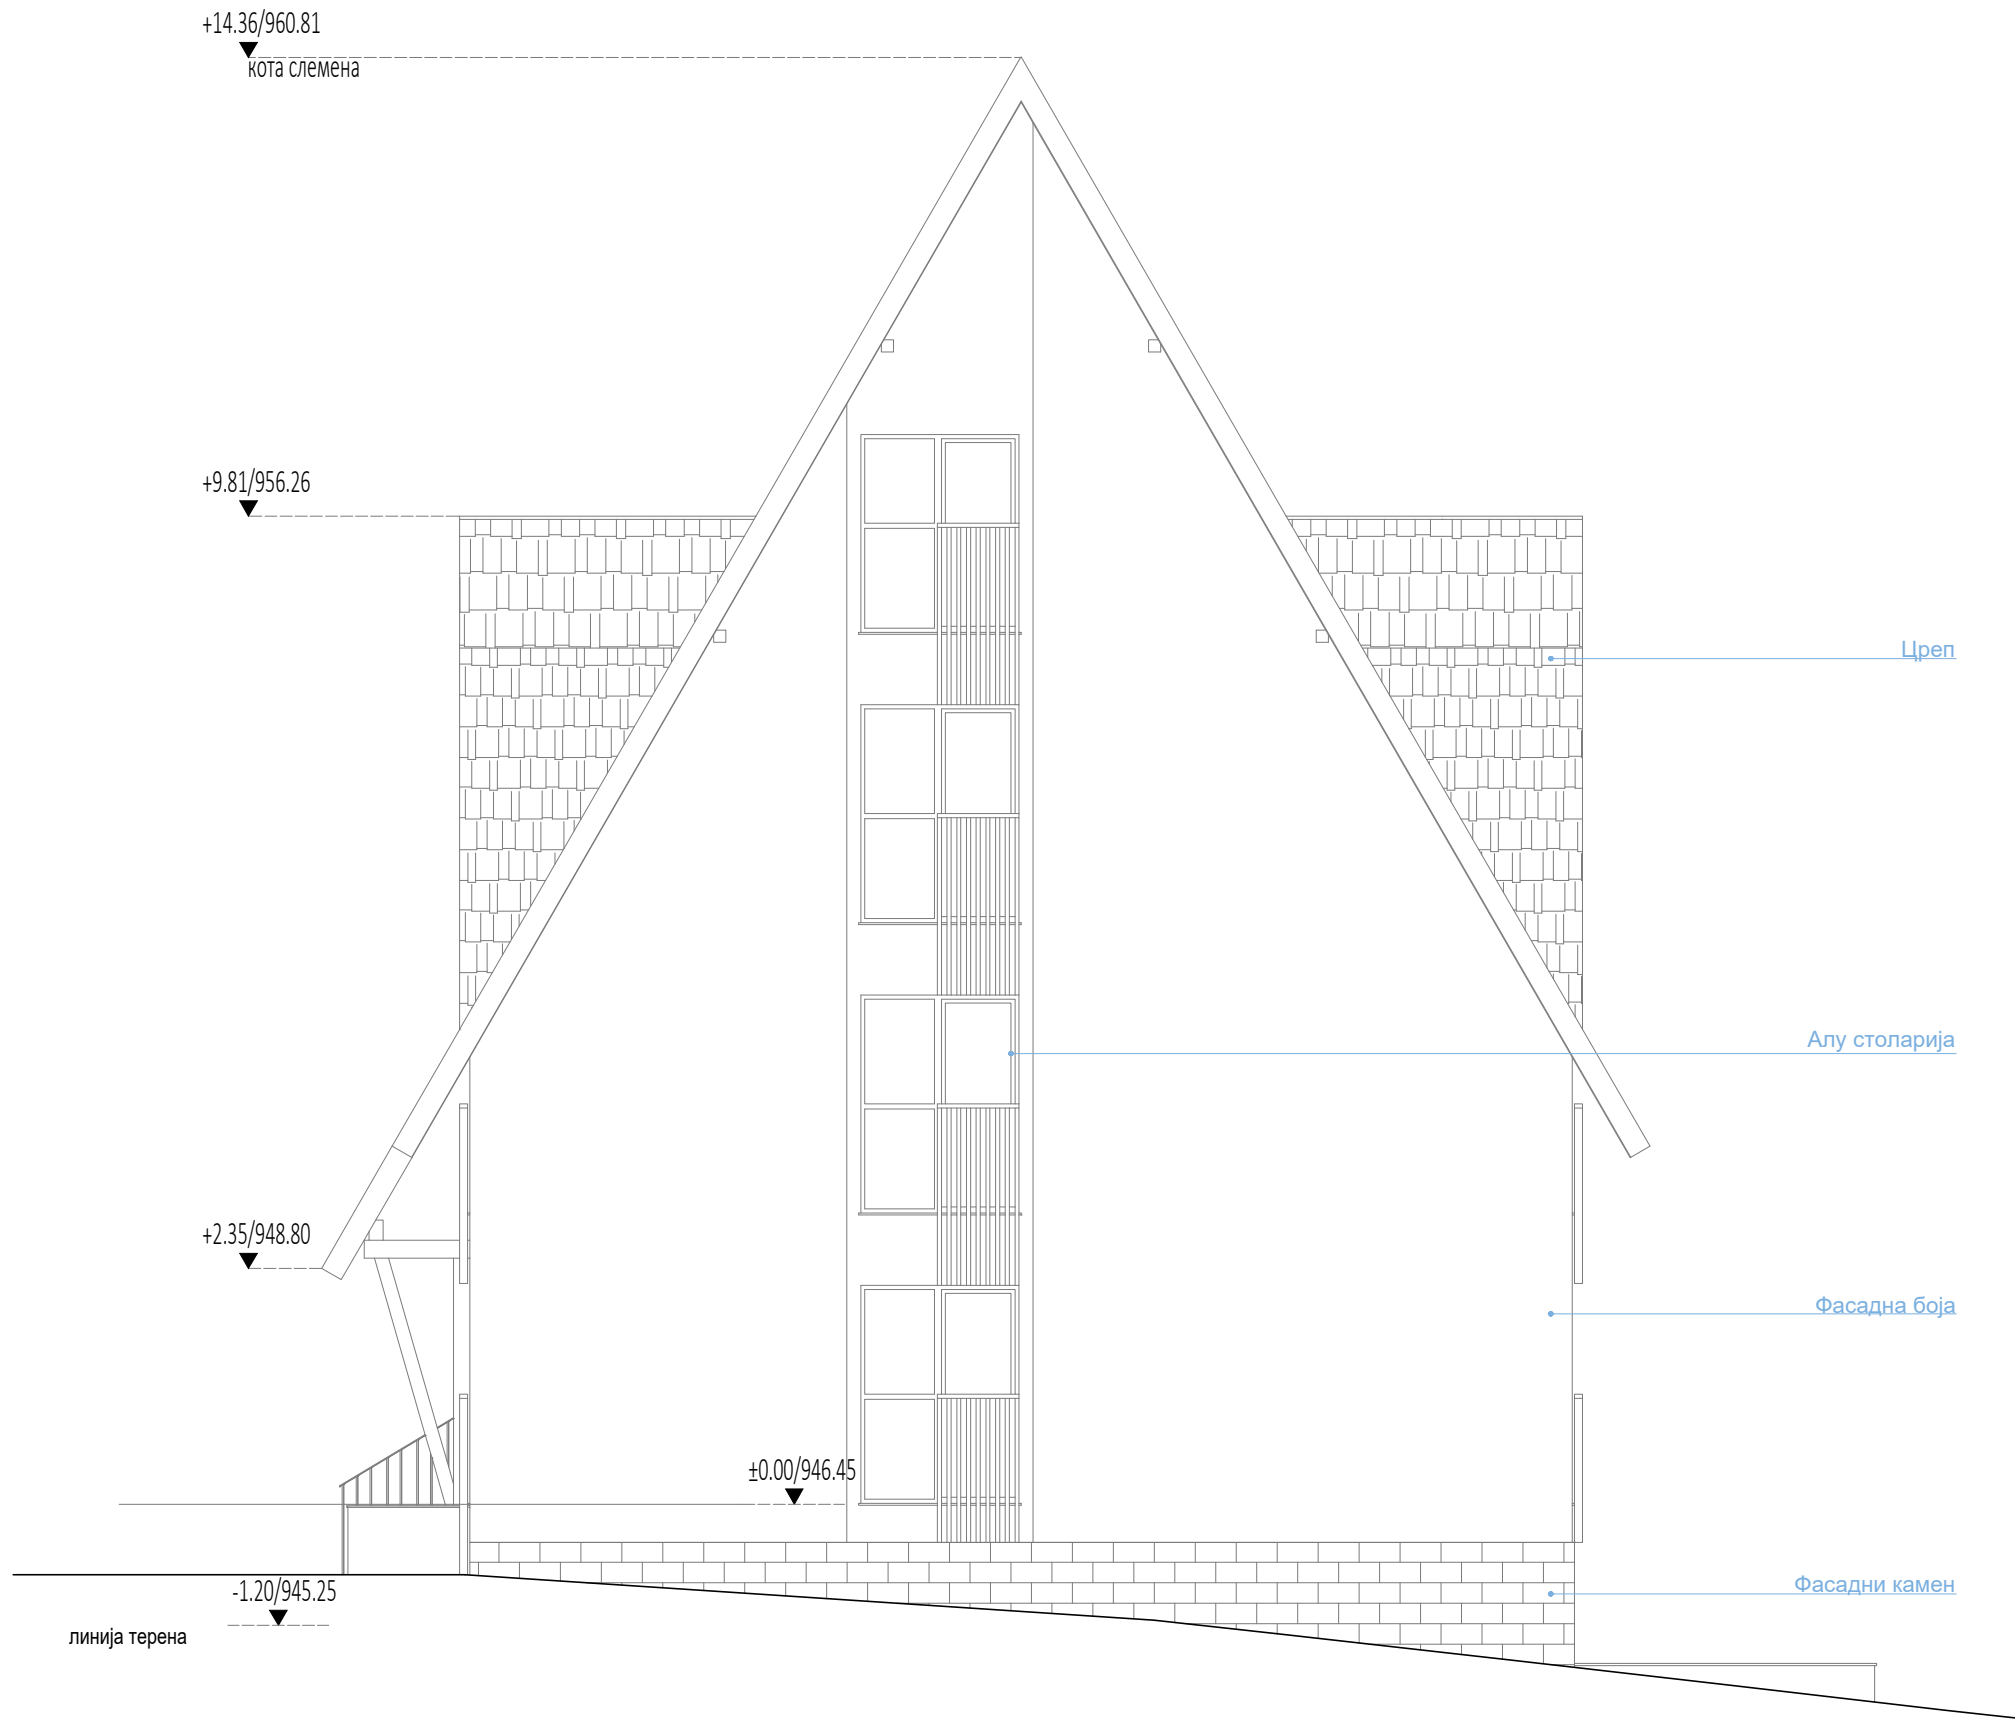 +14.36/960.81
кота слемена
+9.81/956.26
Цреп
Алу столарија
+2.35/948.80
Фасадна боја
±0.00/946.45
Фасадни камен
-1.20/945.25
линија терена